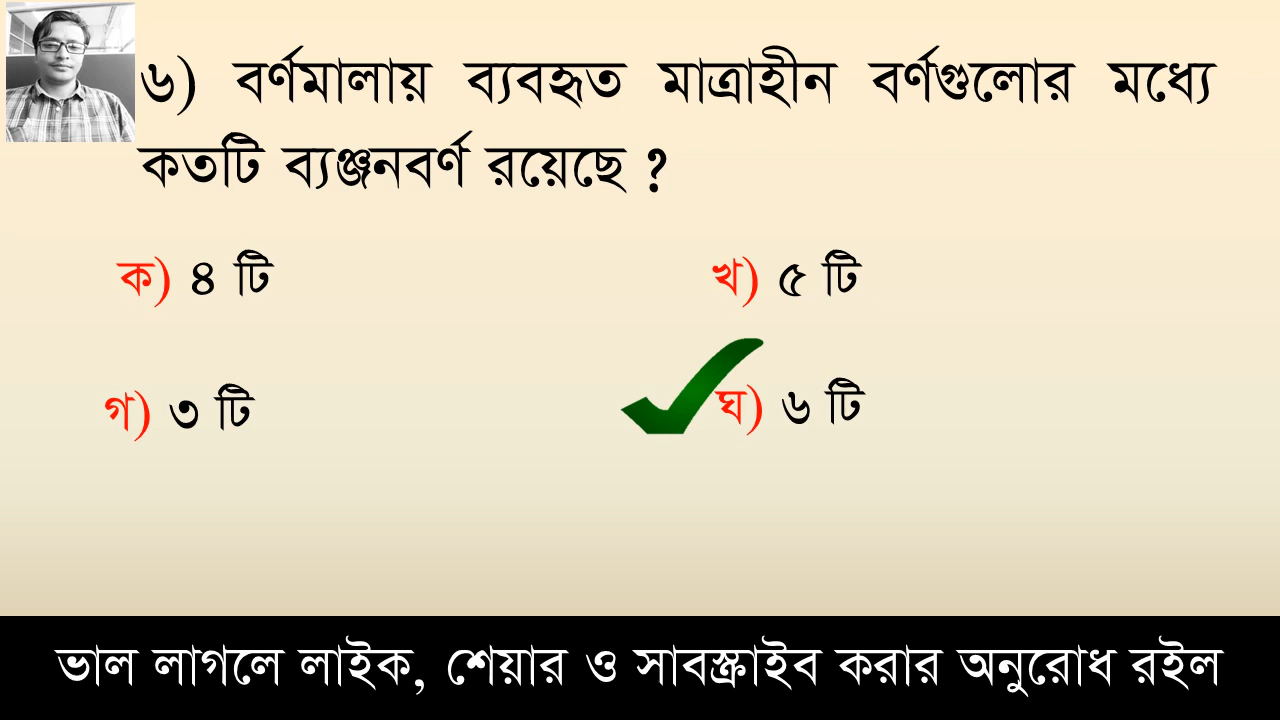 ৬) বর্ণমালায় ব্যবহৃত মাত্রাহীন বর্ণগুলোর মধ্যে
কতটি ব্যঞ্জনবর্ণ রয়েছে ?
ক) ৪ টি
খ) ৫ টি
গ) ৩ টি
ঘ) ৬ টি
ভাল লাগলে লাইক, শেয়ার ও সাবস্ক্রাইব করার অনুরোধ রইল